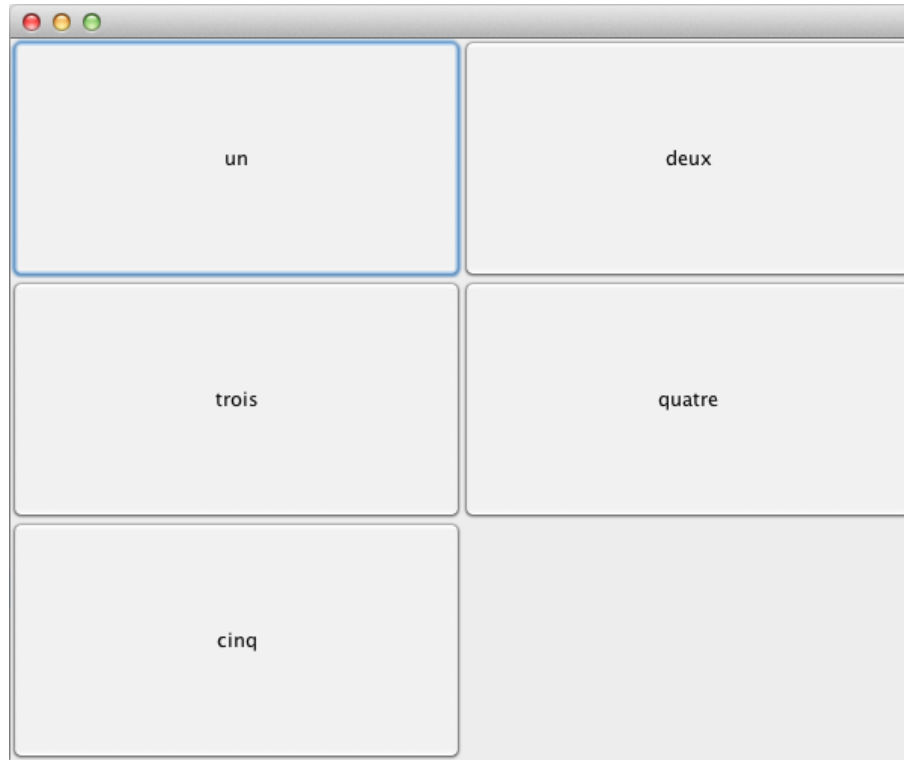 un
deux
trois
quatre
cinq